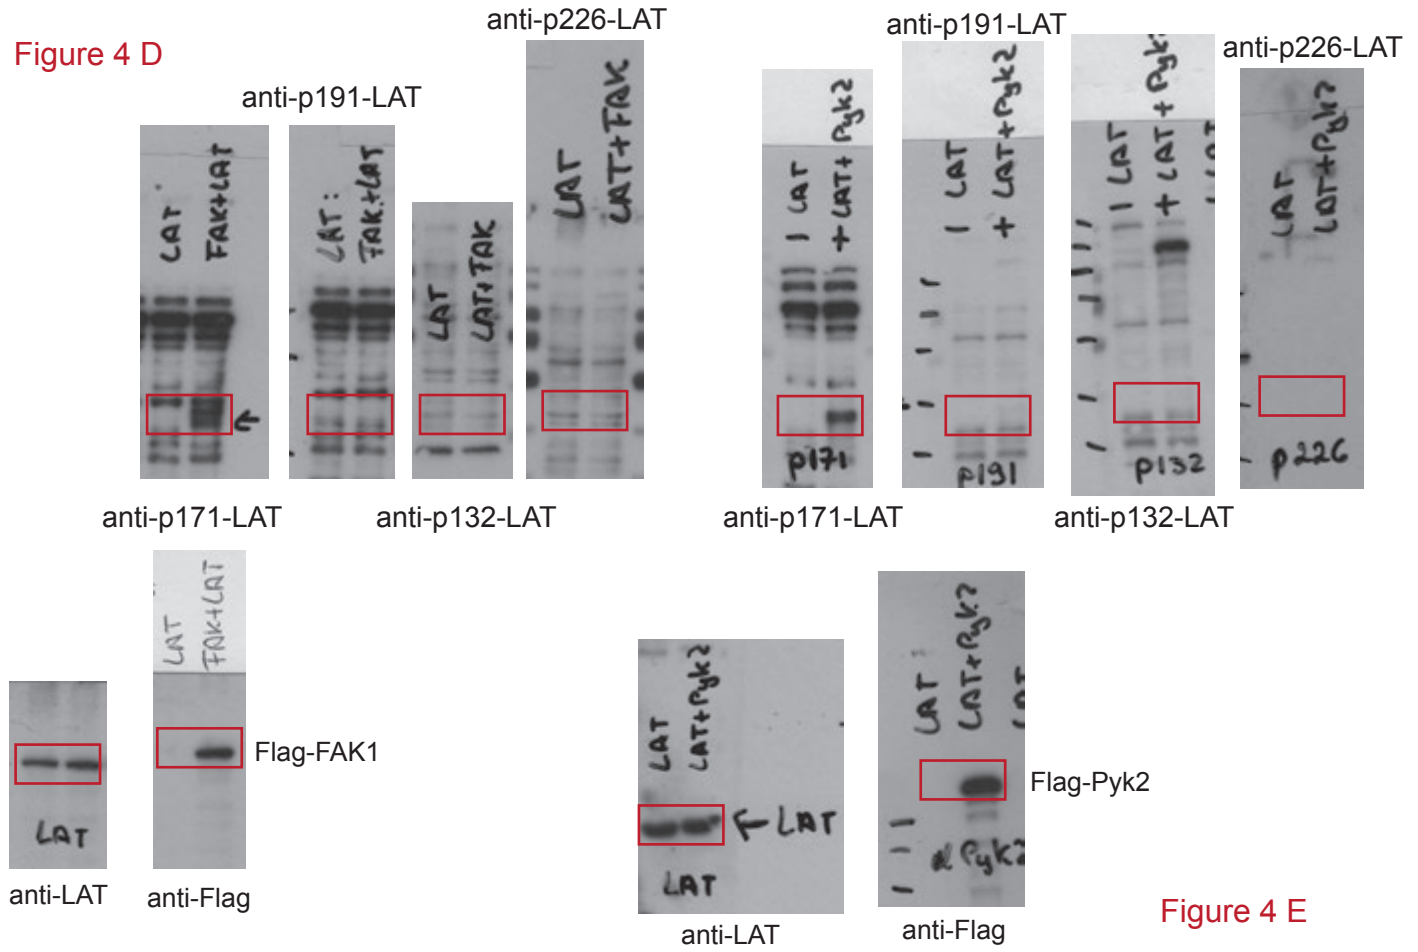 Figure 4 D
anti-p226-LAT
anti-p191-LAT
anti-p191-LAT
anti-p226-LAT
LAT
FAK+LAT
LAT:
FAK+LAT
LAT
LAT+FAK
LAT
LAT+FAK
- LAT
+ LAT+Pyk2
- LAT
+ LAT+Pyk2
- LAT
+ LAT+Pyk2
LAT
LAT
LAT+Pyk2
p171
p191
p132
p226
anti-p171-LAT
anti-p132-LAT
anti-p171-LAT
anti-p132-LAT
LAT
FAK+LAT
Flag-FAK1
LAT
anti-LAT
anti-Flag
LAT
LAT+Pyk2
← LAT
LAT
anti-LAT
LAT
LAT+Pyk2
LAT
Flag-Pyk2
α Pyk2
anti-Flag
Figure 4 E